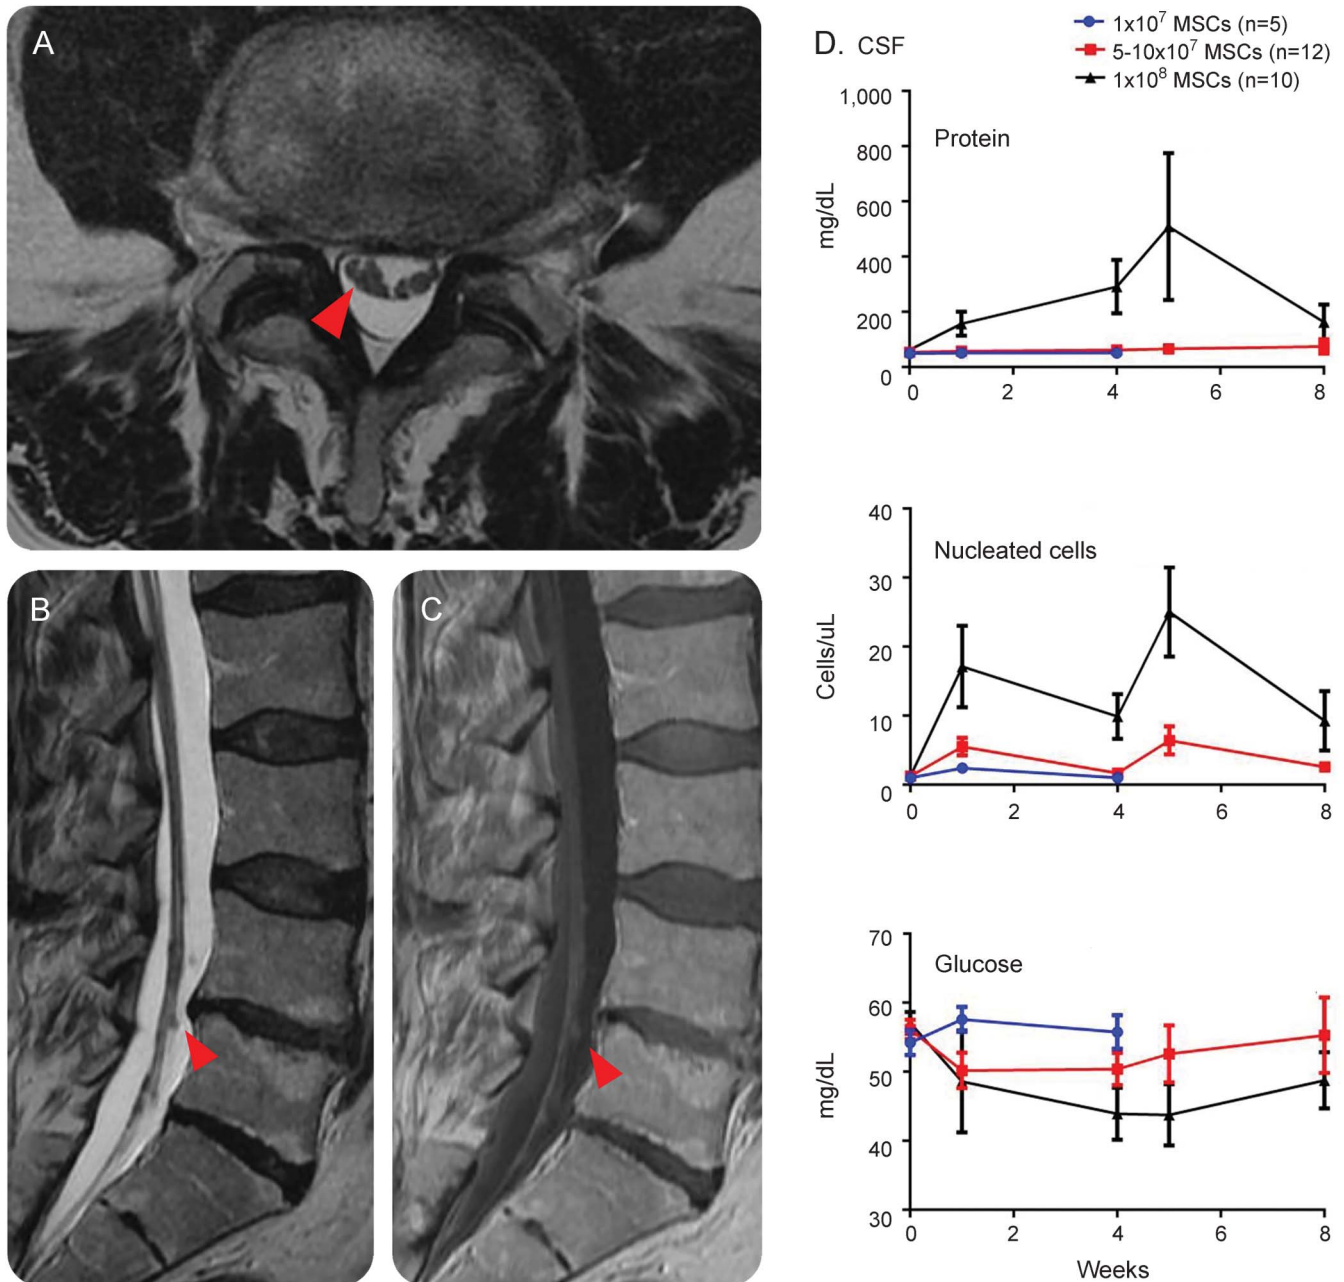 A
B
C
D. CSF
1x10⁷ MSCs (n=5)
5-10x10⁷ MSCs (n=12)
1x10⁸ MSCs (n=10)
Protein
mg/dL
1,000
800
600
400
200
0
0 2 4 6 8
Nucleated cells
Cells/uL
40
30
20
10
0
0 2 4 6 8
Glucose
mg/dL
70
60
50
40
30
0 2 4 6 8
Weeks